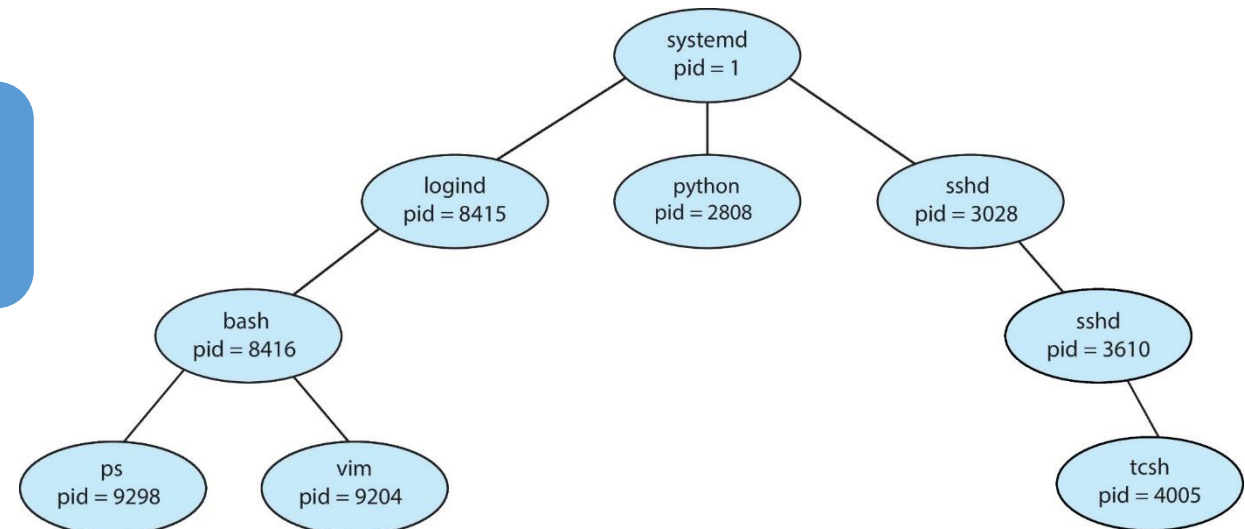 systemd
pid = 1
logind
pid = 8415
python
pid = 2808
sshd
pid = 3028
bash
pid = 8416
sshd
pid = 3610
ps
pid = 9298
vim
pid = 9204
tcsh
pid = 4005